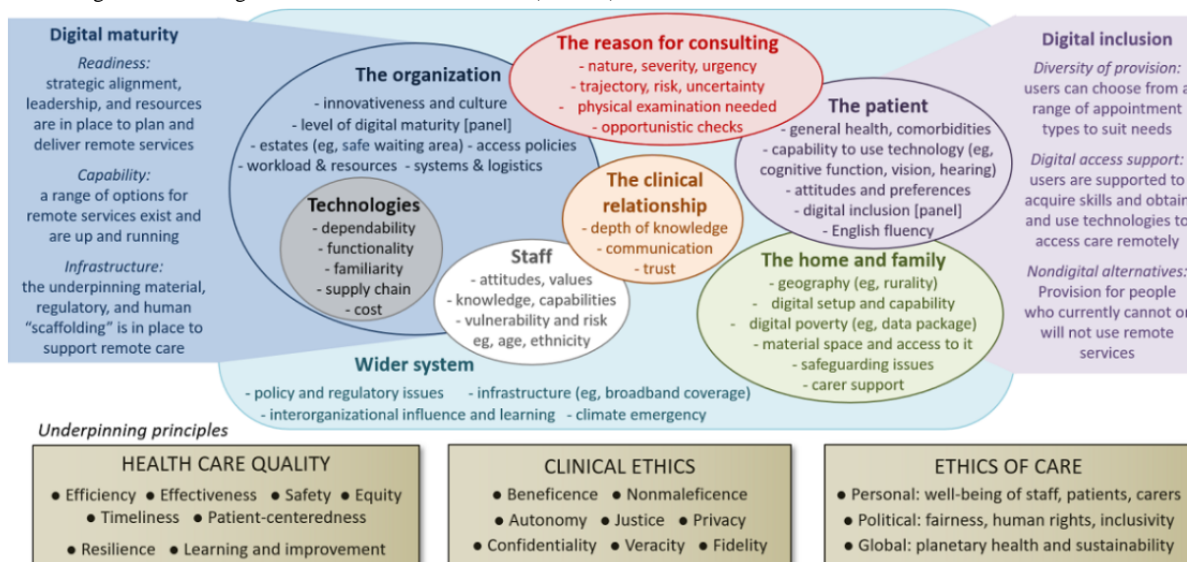 Digital maturity
Readiness:
strategic alignment,
leadership, and resources
are in place to plan and
deliver remote services
Capability:
a range of options for
remote services exist and
are up and running
Infrastructure:
the underpinning material,
regulatory, and human
“scaffolding” is in place to
support remote care
The organization
- innovativeness and culture
- level of digital maturity [panel]
- estates (eg, safe waiting area) - access policies
- workload & resources - systems & logistics
Technologies
- dependability
- functionality
- familiarity
- supply chain
- cost
The reason for consulting
- nature, severity, urgency
- trajectory, risk, uncertainty
- physical examination needed
- opportunistic checks
The clinical
relationship
- depth of knowledge
- communication
- trust
Staff
- attitudes, values
- knowledge, capabilities
- vulnerability and risk
eg, age, ethnicity
The patient
- general health, comorbidities
- capability to use technology (eg,
cognitive function, vision, hearing)
- attitudes and preferences
- digital inclusion [panel]
- English fluency
The home and family
- geography (eg, rurality)
- digital setup and capability
- digital poverty (eg, data package)
- material space and access to it
- safeguarding issues
- carer support
Wider system
- policy and regulatory issues - infrastructure (eg, broadband coverage)
- interorganizational influence and learning - climate emergency
Digital inclusion
Diversity of provision:
users can choose from a
range of appointment
types to suit needs
Digital access support:
users are supported to
acquire skills and obtain
and use technologies to
access care remotely
Nondigital alternatives:
Provision for people
who currently cannot or
will not use remote
services
Underpinning principles
HEALTH CARE QUALITY
● Efficiency ● Effectiveness ● Safety ● Equity
● Timeliness ● Patient-centeredness
● Resilience ● Learning and improvement
CLINICAL ETHICS
● Beneficence ● Nonmaleficence
● Autonomy ● Justice ● Privacy
● Confidentiality ● Veracity ● Fidelity
ETHICS OF CARE
● Personal: well-being of staff, patients, carers
● Political: fairness, human rights, inclusivity
● Global: planetary health and sustainability